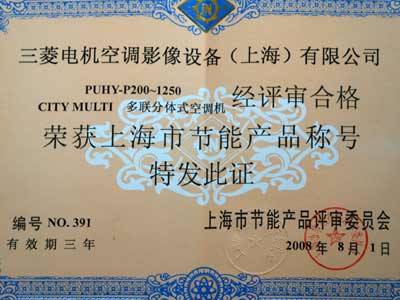 三菱电机空调影像设备（上海）有限公司
PUHY-P200~1250
CITY MULTI 多联分体式空调机 经评审合格
荣获上海市节能产品称号
特发此证
编号 NO. 391
有效期三年
上海市节能产品评审委员会
2008 年 8 月 1 日